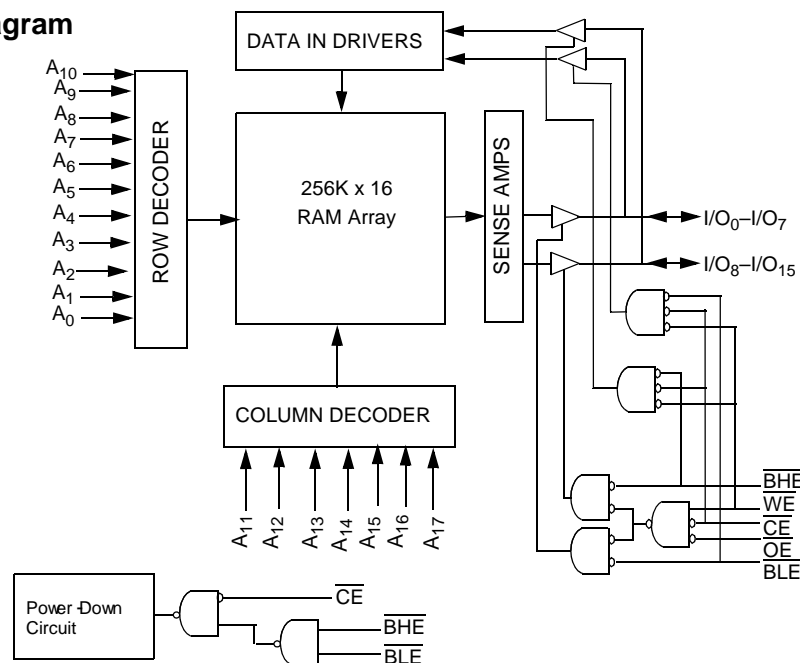 agram
DATA IN DRIVERS
A10
A9
A8
A7
A6
A5
A4
A3
A2
A1
A0
ROW DECODER
256K x 16
RAM Array
SENSE AMPS
I/O0–I/O7
I/O8–I/O15
COLUMN DECODER
A11
A12
A13
A14
A15
A16
A17
BHE
WE
CE
OE
BLE
Power-Down
Circuit
CE
BHE
BLE